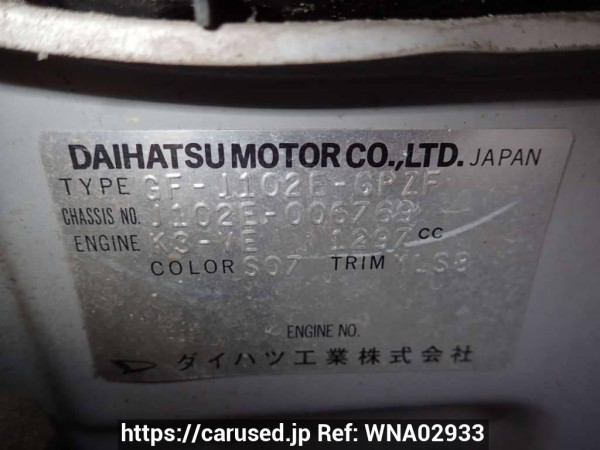 DAIHATSU MOTOR CO.,LTD. JAPAN
TYPE GF-J102E-GPZF
CHASSIS NO. J102E-006769
ENGINE K3-VE 1297 cc
COLOR S07 TRIM
ENGINE NO.
ダイハツ工業株式会社
https://carused.jp Ref: WNA02933